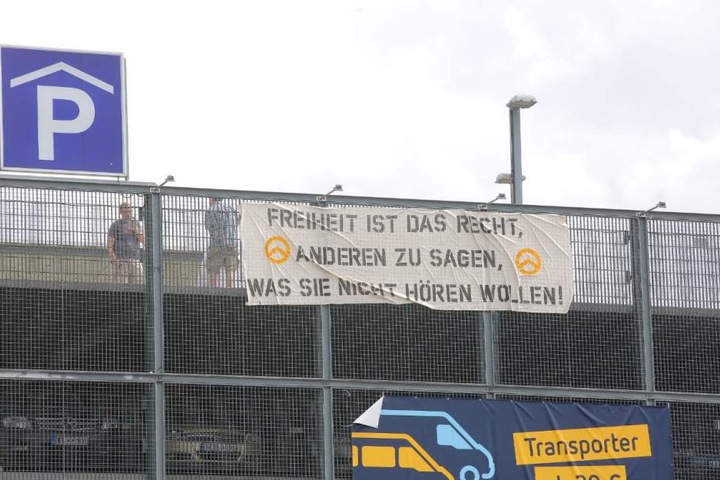 P
FREIHEIT IST DAS RECHT,
ANDEREN ZU SAGEN,
WAS SIE NICHT HÖREN WOLLEN!
Transporter